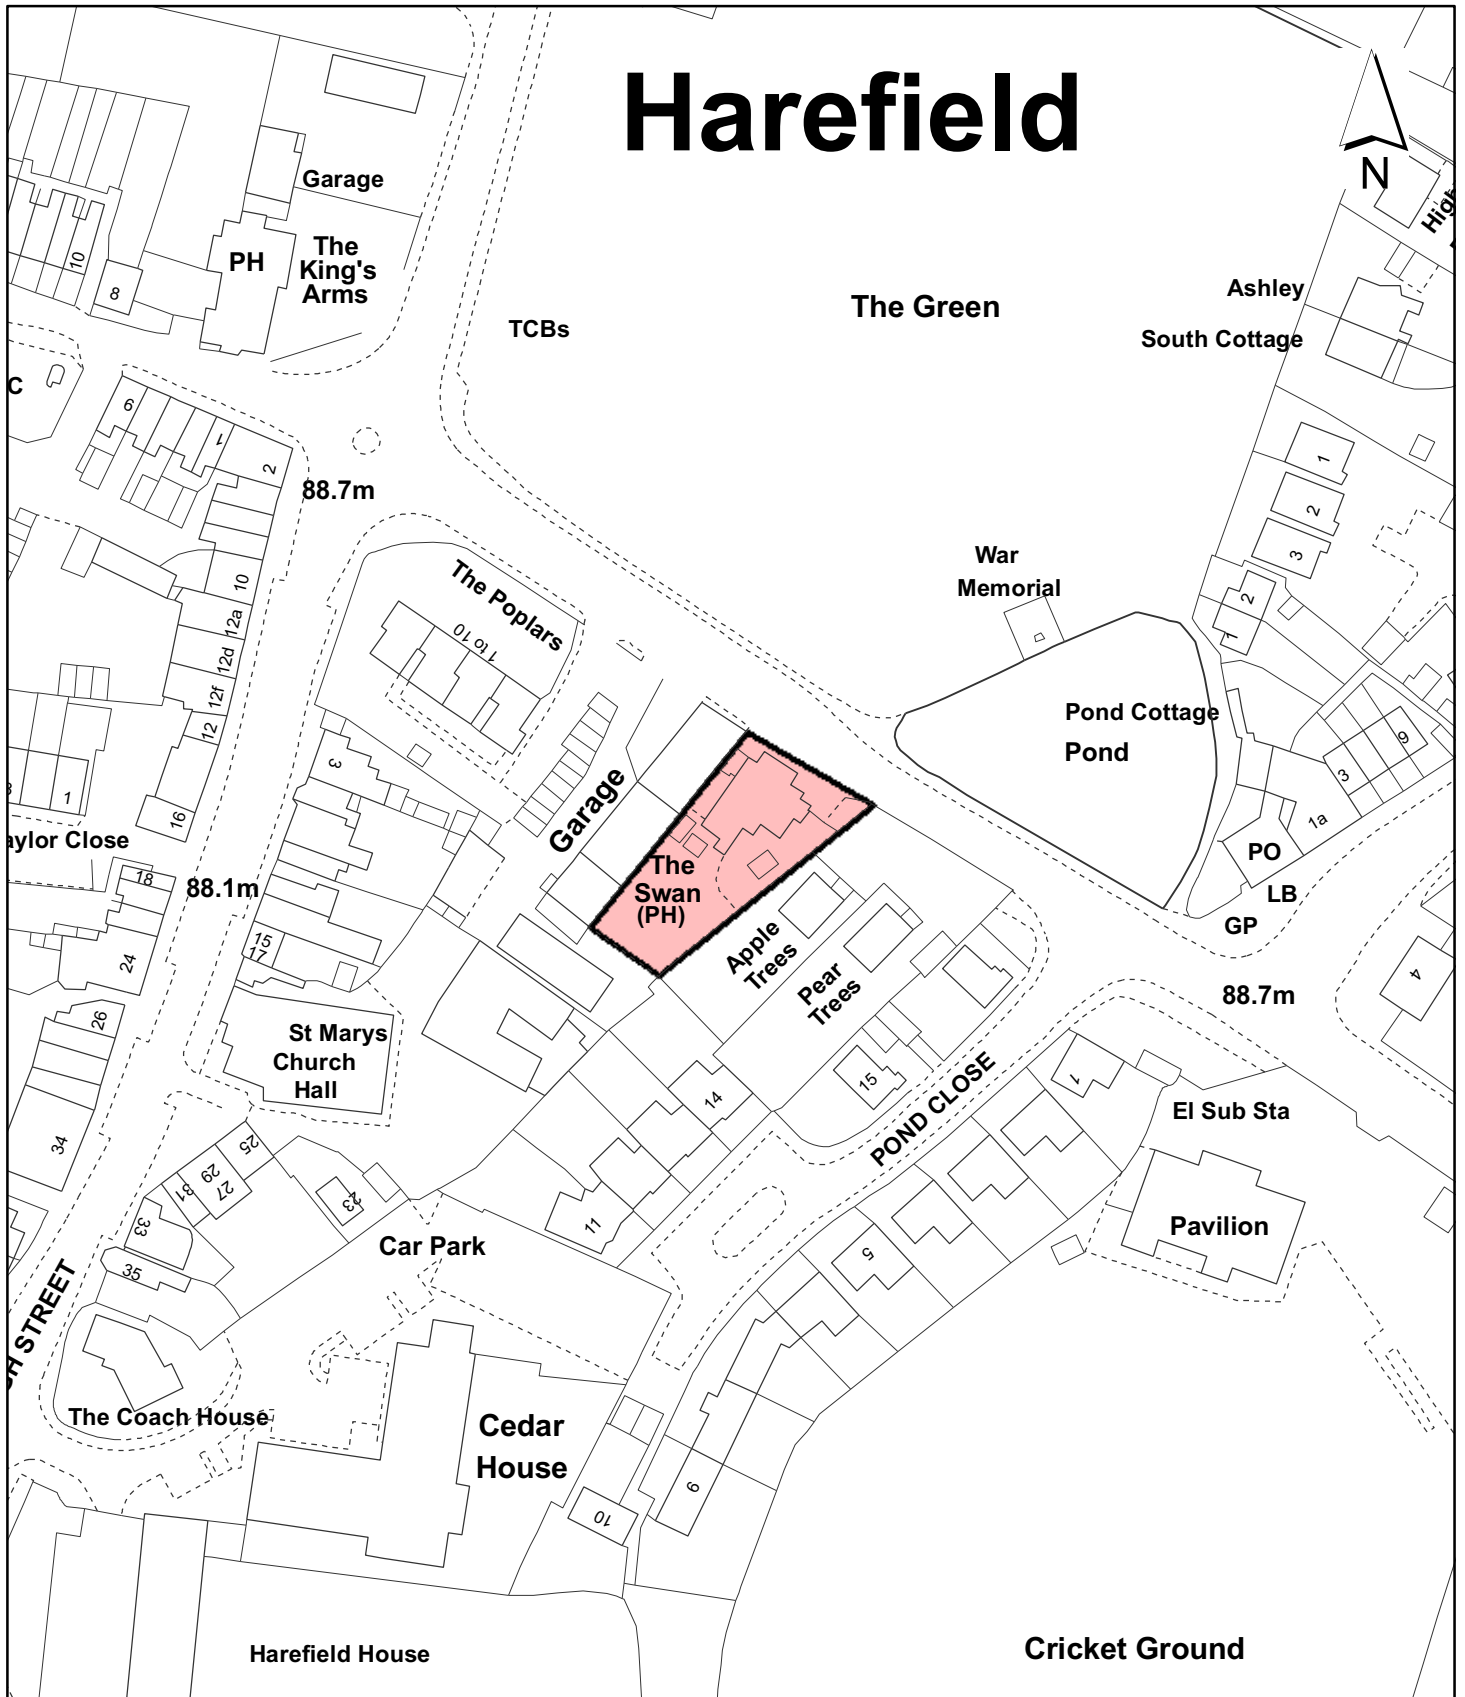 Harefield
N
Garage
PH
The
King's
Arms
10
8
TCBs
The Green
Ashley
South Cottage
C
6
1
2
88.7m
1
2
3
2
1
War
Memorial
The Poplars
1 to 10
10
12a
12d
12f
12
16
3
1
aylor Close
18
88.1m
24
15
17
26
34
Garage
The
Swan
(PH)
Apple
Trees
Pear
Trees
Pond Cottage
Pond
6
3
1a
PO
LB
GP
88.7m
4
St Marys
Church
Hall
14
15
POND CLOSE
1
El Sub Sta
25
29
27
31
33
35
23
11
5
Car Park
Pavilion
H STREET
The Coach House
Cedar
House
9
10
Harefield House
Cricket Ground